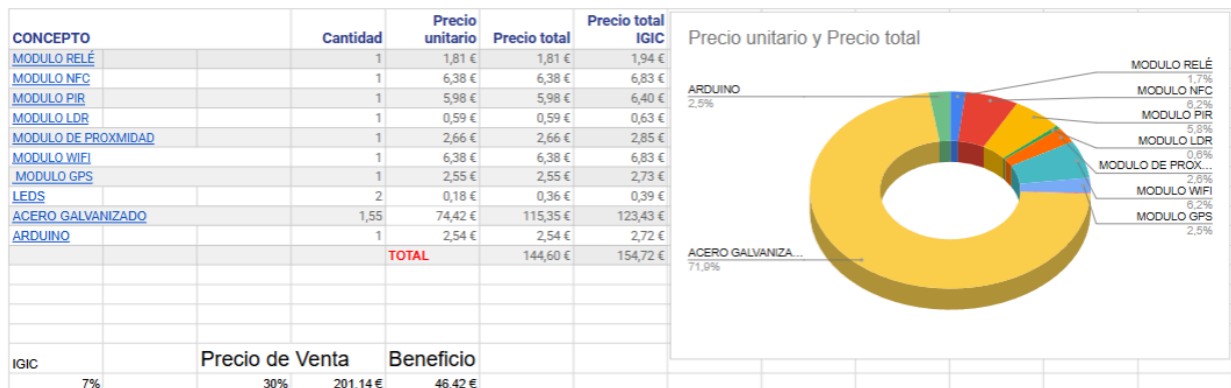 CONCEPTO Cantidad Precio unitario Precio total Precio total IGIC
MODULO RELÉ 1 1,81 € 1,81 € 1,94 €
MODULO NFC 1 6,38 € 6,38 € 6,83 €
MODULO PIR 1 5,98 € 5,98 € 6,40 €
MODULO LDR 1 0,59 € 0,59 € 0,63 €
MODULO DE PROXMIDAD 1 2,66 € 2,66 € 2,85 €
MODULO WIFI 1 6,38 € 6,38 € 6,83 €
MODULO GPS 1 2,55 € 2,55 € 2,73 €
LEDS 2 0,18 € 0,36 € 0,39 €
ACERO GALVANIZADO 1,55 74,42 € 115,35 € 123,43 €
ARDUINO 1 2,54 € 2,54 € 2,72 €
TOTAL 144,60 € 154,72 €
IGIC Precio de Venta Beneficio
7% 30% 201,14 € 46,42 €
Precio unitario y Precio total
ARDUINO
2,5%
ACERO GALVANIZA...
71,9%
MODULO RELÉ
1,7%
MODULO NFC
6,2%
MODULO PIR
5,8%
MODULO LDR
0,6%
MODULO DE PROX...
2,6%
MODULO WIFI
6,2%
MODULO GPS
2,5%